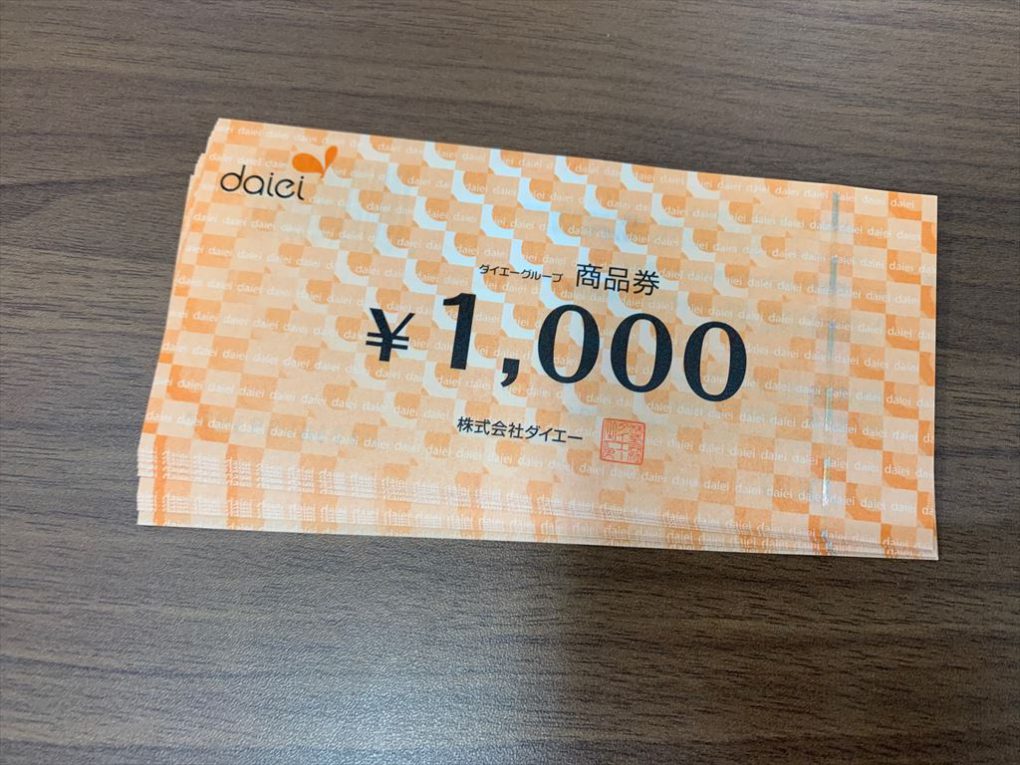 daiei
ダイエーグループ 商品券
¥1,000
株式会社ダイエー